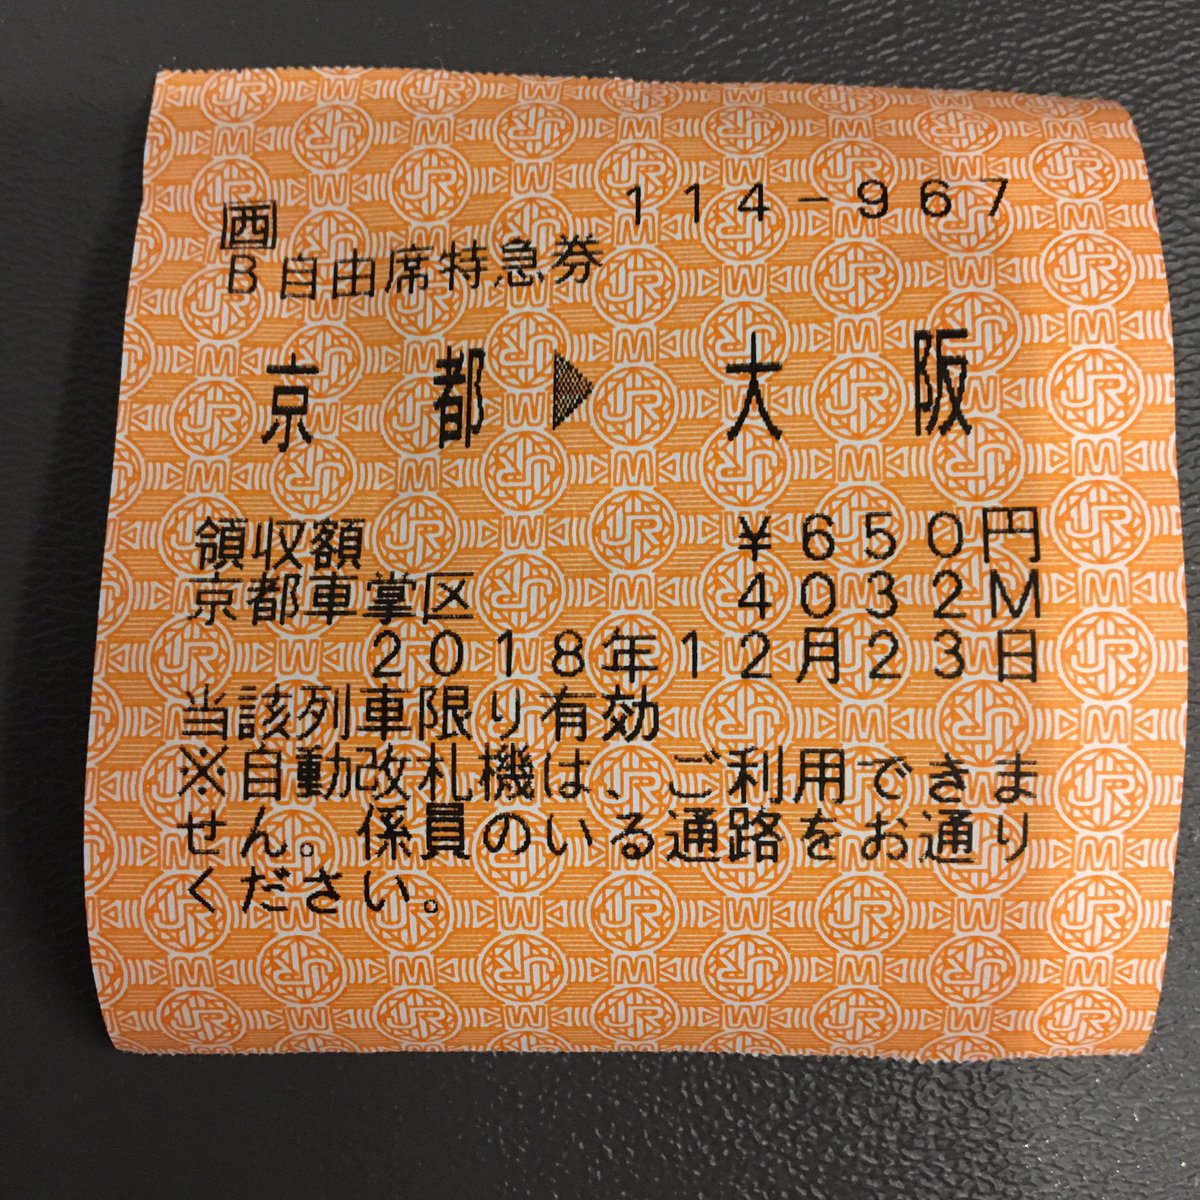 114-967
西
B自由席特急券
京都▶大阪
領収額 ¥650円
京都車掌区 4032M
2018年12月23日
当該列車限り有効
※自動改札機は、ご利用できま
せん。係員のいる通路をお通り
ください。